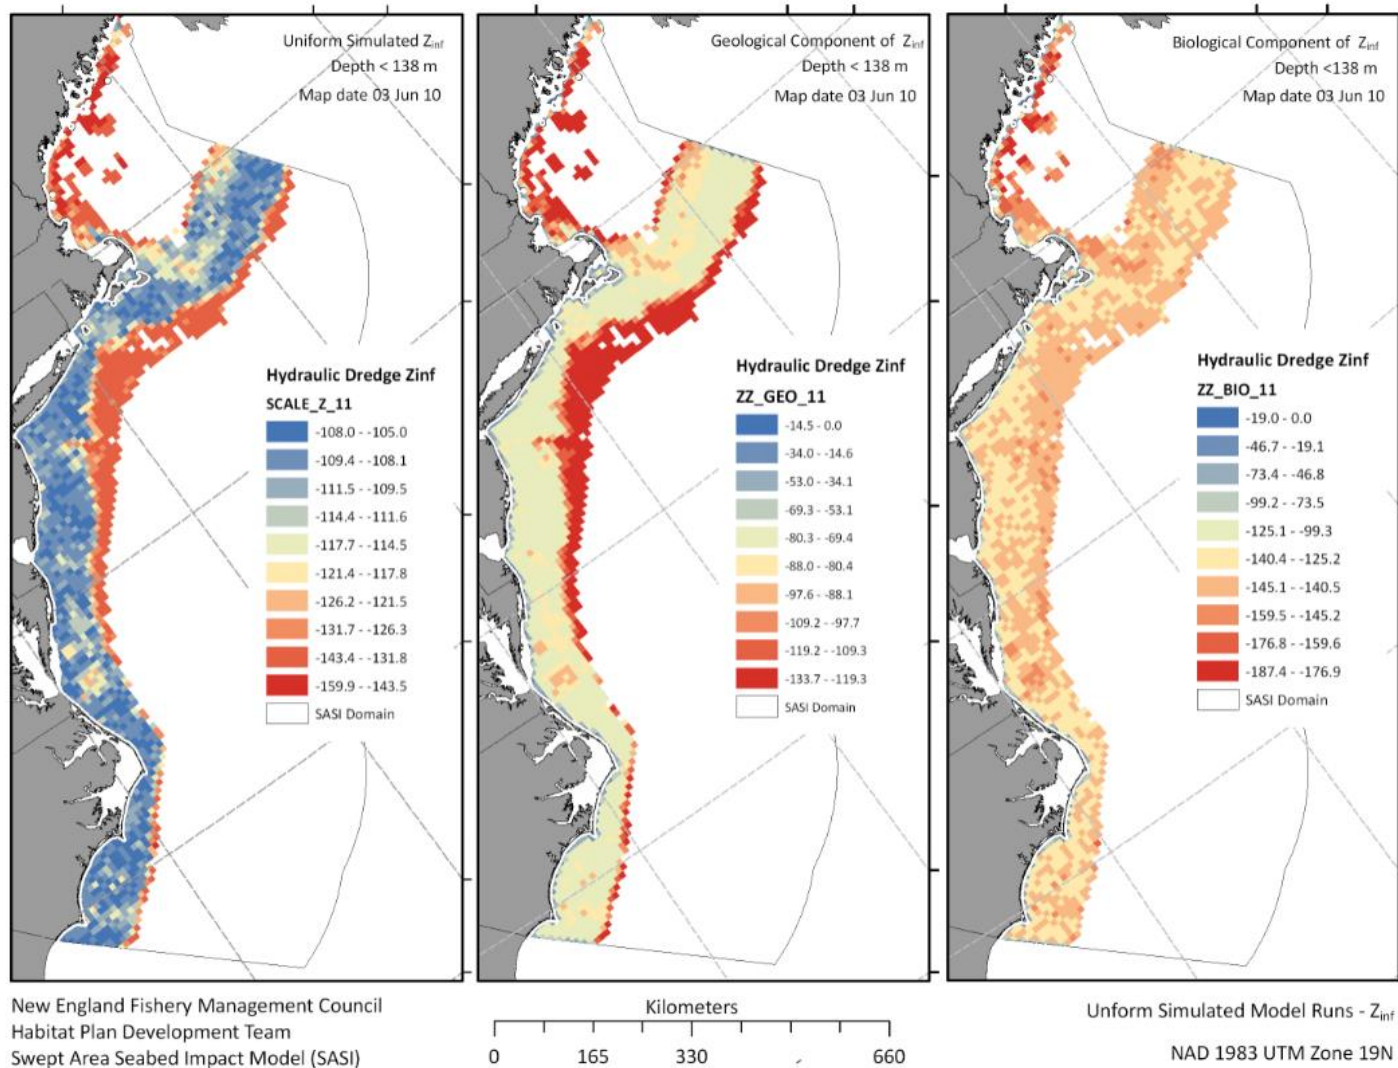 Uniform Simulated Zinf
Depth < 138 m
Map date 03 Jun 10
Hydraulic Dredge Zinf
SCALE_Z_11
-108.0 - -105.0
-109.4 - -108.1
-111.5 - -109.5
-114.4 - -111.6
-117.7 - -114.5
-121.4 - -117.8
-126.2 - -121.5
-131.7 - -126.3
-143.4 - -131.8
-159.9 - -143.5
SASI Domain
Geological Component of Zinf
Depth < 138 m
Map date 03 Jun 10
Hydraulic Dredge Zinf
ZZ_GEO_11
-14.5 - 0.0
-34.0 - -14.6
-53.0 - -34.1
-69.3 - -53.1
-80.3 - -69.4
-88.0 - -80.4
-97.6 - -88.1
-109.2 - -97.7
-119.2 - -109.3
-133.7 - -119.3
SASI Domain
Biological Component of Zinf
Depth <138 m
Map date 03 Jun 10
Hydraulic Dredge Zinf
ZZ_BIO_11
-19.0 - 0.0
-46.7 - -19.1
-73.4 - -46.8
-99.2 - -73.5
-125.1 - -99.3
-140.4 - -125.2
-145.1 - -140.5
-159.5 - -145.2
-176.8 - -159.6
-187.4 - -176.9
SASI Domain
New England Fishery Management Council
Habitat Plan Development Team
Swept Area Seabed Impact Model (SASI)
Kilometers
0 165 330 660
Unform Simulated Model Runs - Zinf
NAD 1983 UTM Zone 19N